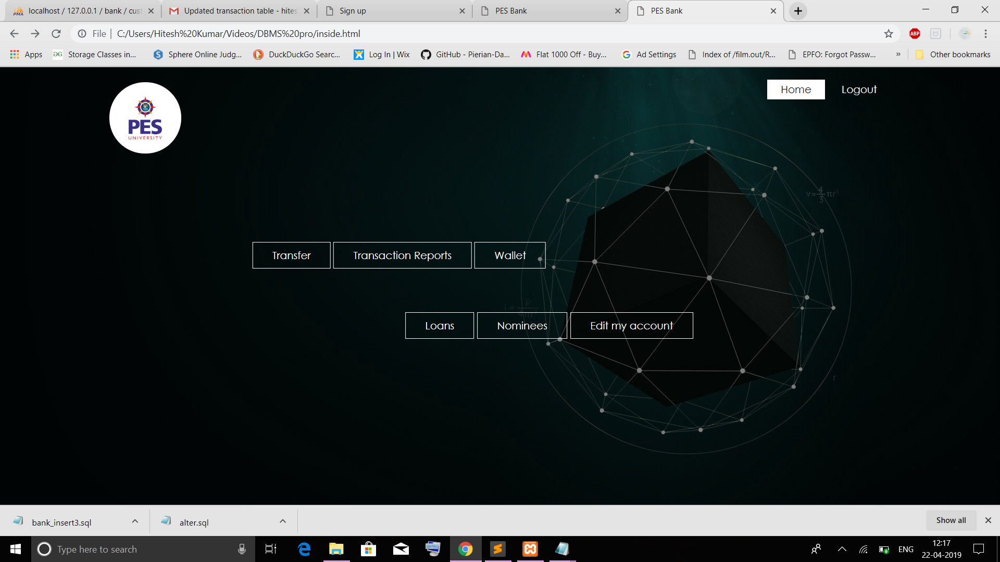 localhost / 127.0.0.1 / bank / cust
Updated transaction table - hites
Sign up
PES Bank
PES Bank
File
C:/Users/Hitesh%20Kumar/Videos/DBMS%20pro/inside.html
ABP
Apps
Storage Classes in...
Sphere Online Judg...
DuckDuckGo Searc...
Log In | Wix
GitHub - Pierian-Da...
Flat 1000 Off - Buy...
Ad Settings
Index of /film.out/R...
EPFO: Forgot Passw...
»
Other bookmarks
PES
UNIVERSITY
Home
Logout
v=4/3 πr³
Transfer
Transaction Reports
Wallet
Loans
Nominees
Edit my account
r
bank_insert3.sql
alter.sql
Show all
Type here to search
ENG
12:17
22-04-2019